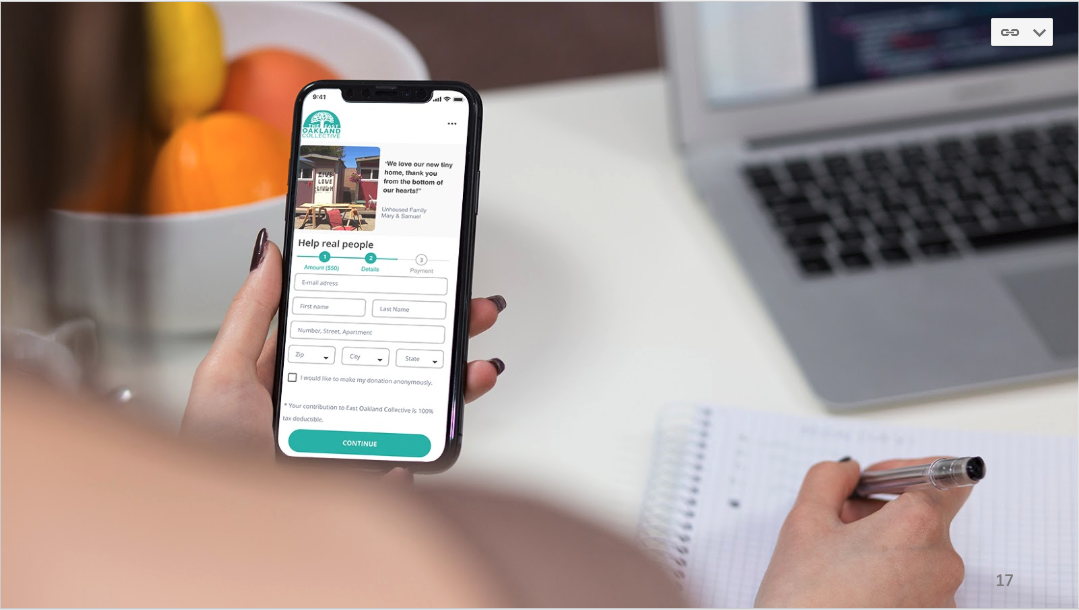 9:41
THE EAST
OAKLAND
COLLECTIVE
"We love our new tiny
home, thank you
from the bottom of
our hearts!"
Unhoused Family
Mary & Samuel
Help real people
1
2
3
Amount ($50)
Details
Payment
E-mail adress
First name
Last Name
Number, Street, Apartment
Zip
City
State
I would like to make my donation anonymously.
* Your contribution to East Oakland Collective is 100%
tax deductible.
CONTINUE
17